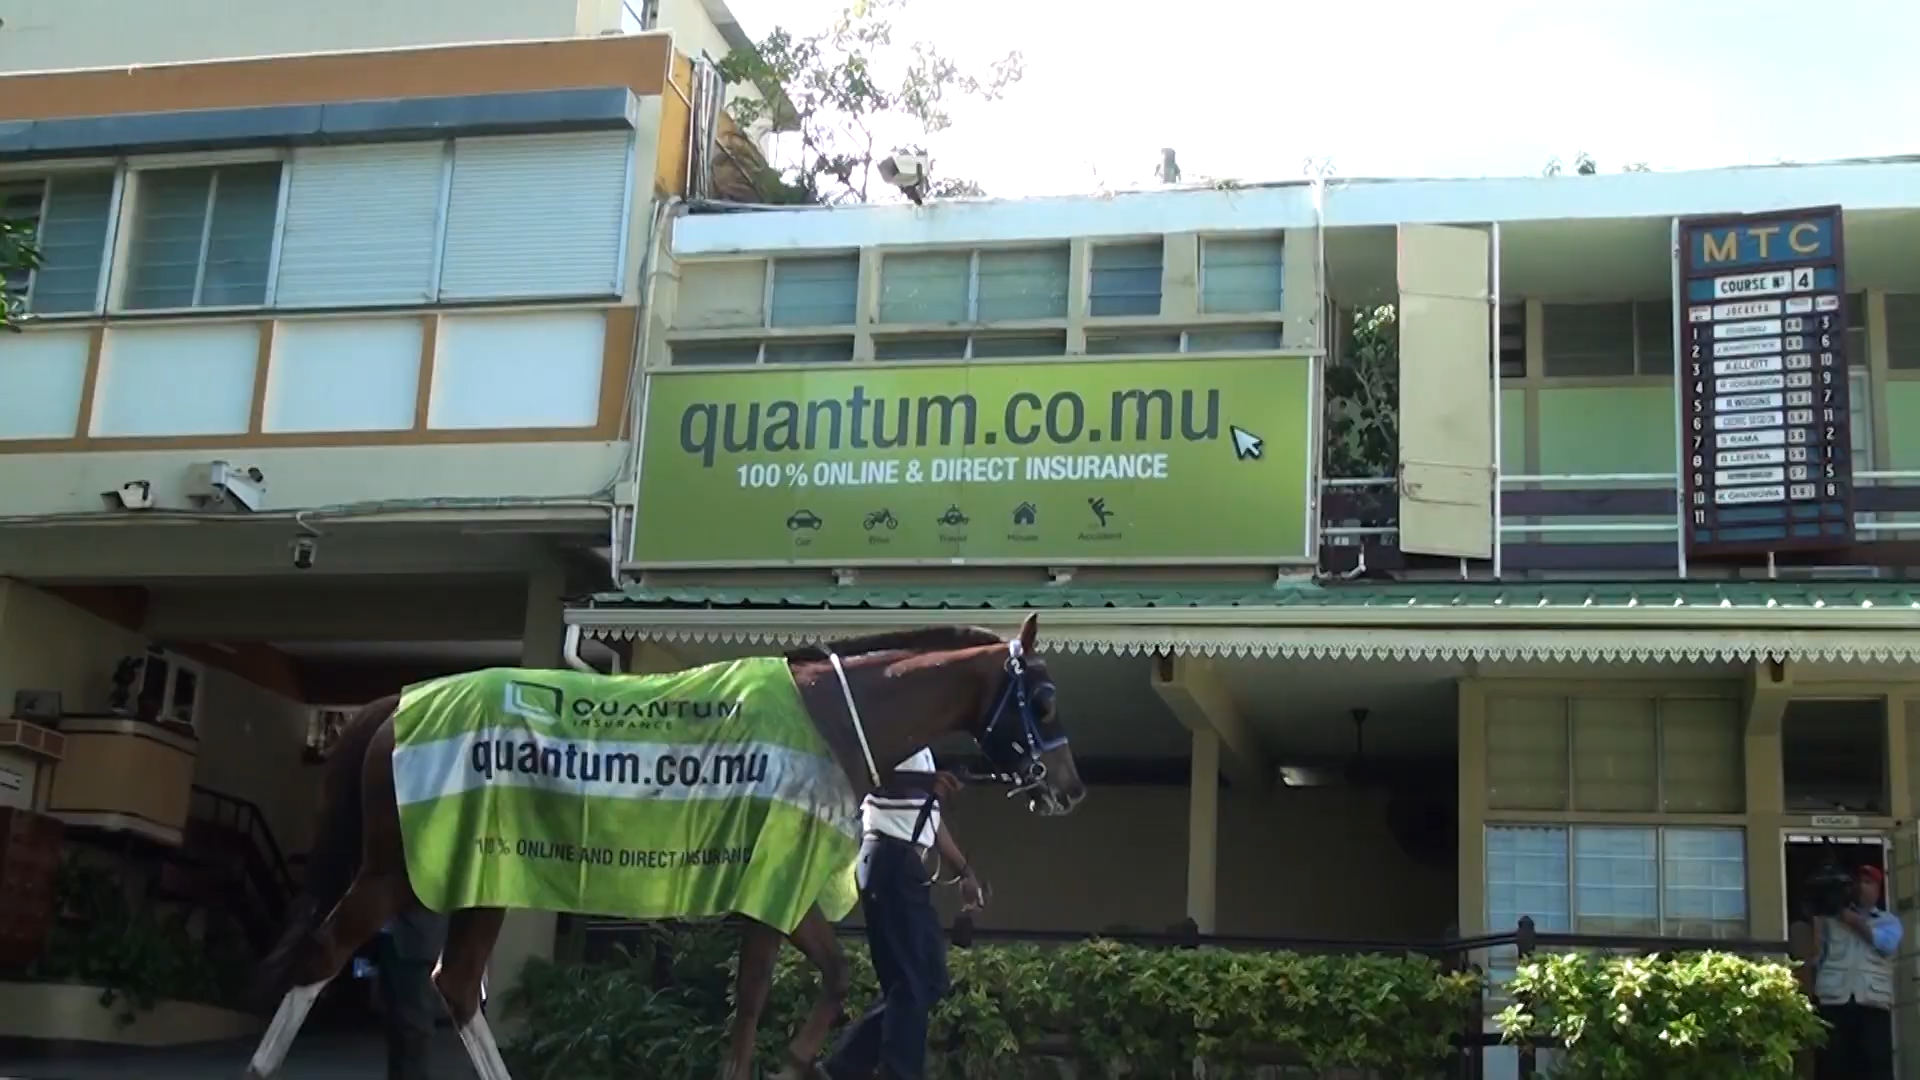 quantum.co.mu
100 % ONLINE & DIRECT INSURANCE
Car Bike Travel House Accident
MTC
COURSE Nº 4
JOCKEYS
1 3
2 6
3 A.ELLIOTT 10
4 9
5 R.WIGGINS 7
6 11
7 S RAMA 2
8 B LERENA 1
9 5
10 K GHUNOWA 8
11
QUANTUM
INSURANCE
quantum.co.mu
100 % ONLINE AND DIRECT INSURANC
2